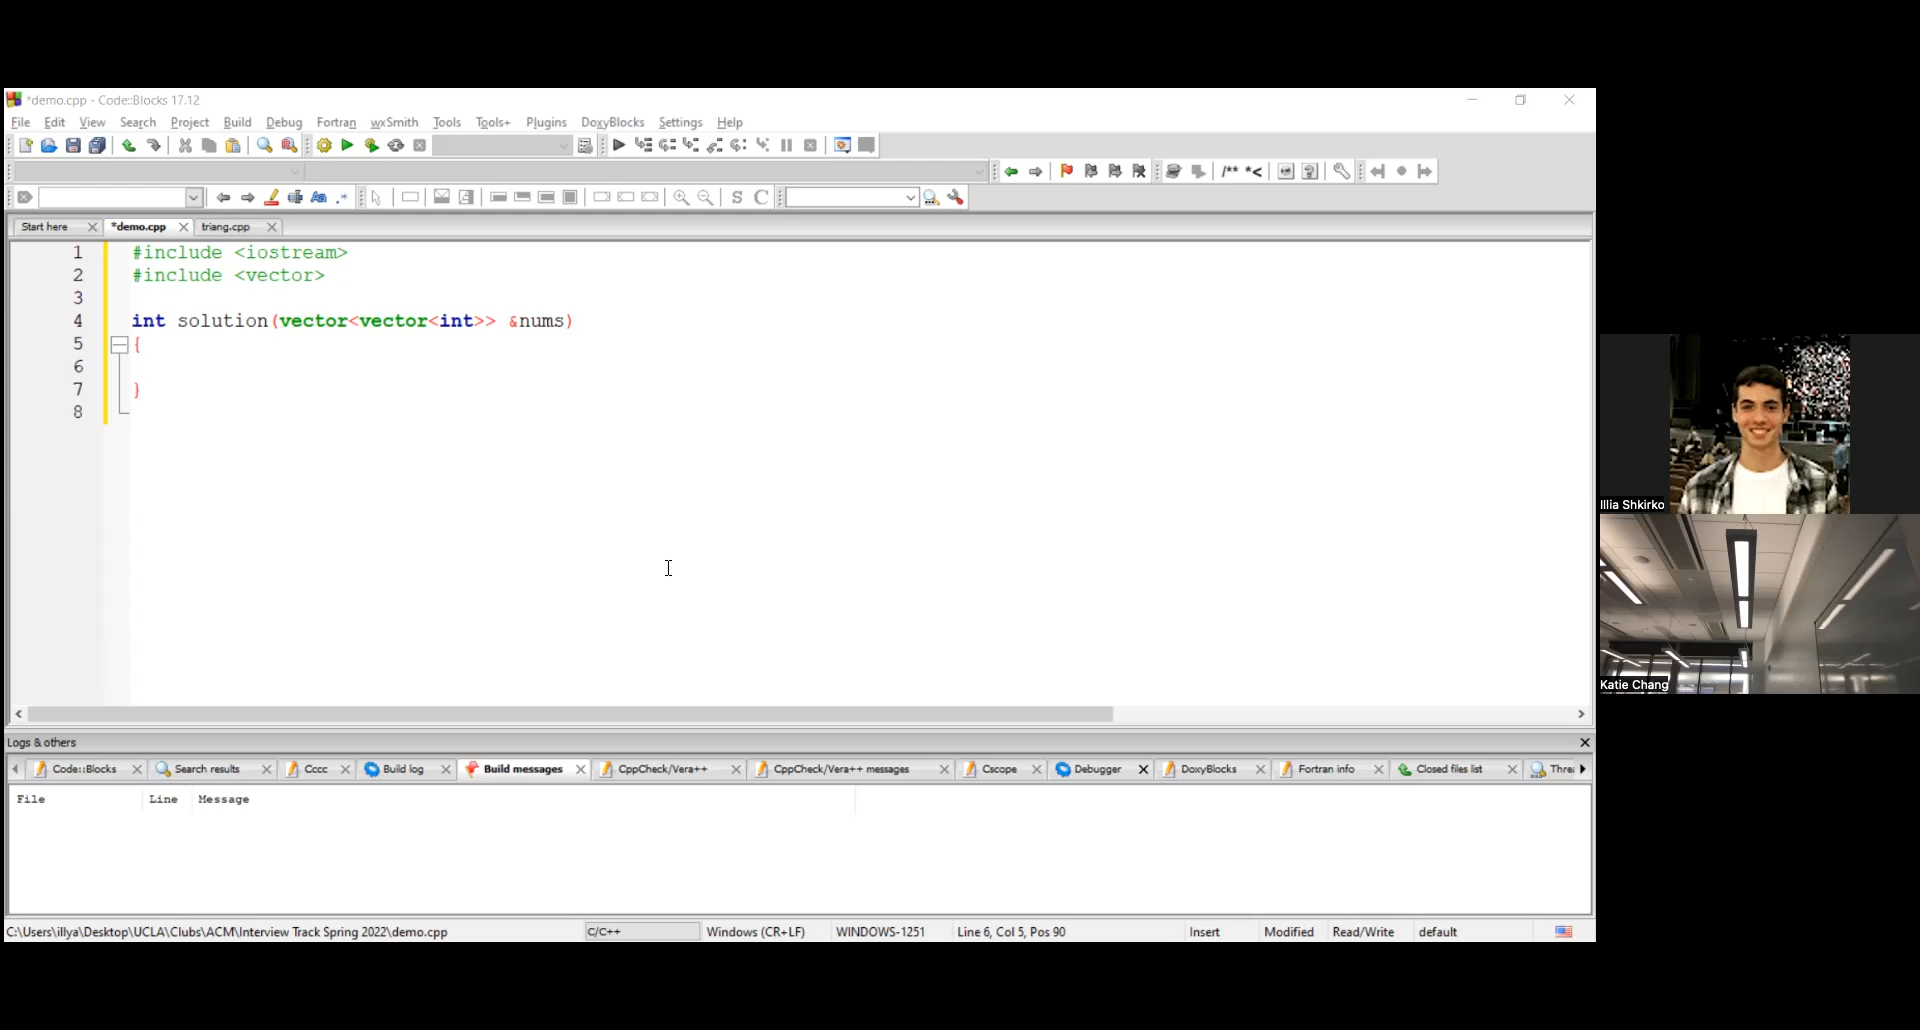 *demo.cpp - Code::Blocks 17.12
File Edit View Search Project Build Debug Fortran wxSmith Tools Tools+ Plugins DoxyBlocks Settings Help
/** *<
Aa .*
S C
Start here *demo.cpp triang.cpp
1 #include <iostream>
2 #include <vector>
3
4 int solution(vector<vector<int>> &nums)
5 {
6
7 }
8
Illia Shkirko
Katie Chang
Logs & others
Code::Blocks Search results Cccc Build log Build messages CppCheck/Vera++ CppCheck/Vera++ messages Cscope Debugger DoxyBlocks Fortran info Closed files list Threa
File Line Message
C:\Users\illya\Desktop\UCLA\Clubs\ACM\Interview Track Spring 2022\demo.cpp C/C++ Windows (CR+LF) WINDOWS-1251 Line 6, Col 5, Pos 90 Insert Modified Read/Write default